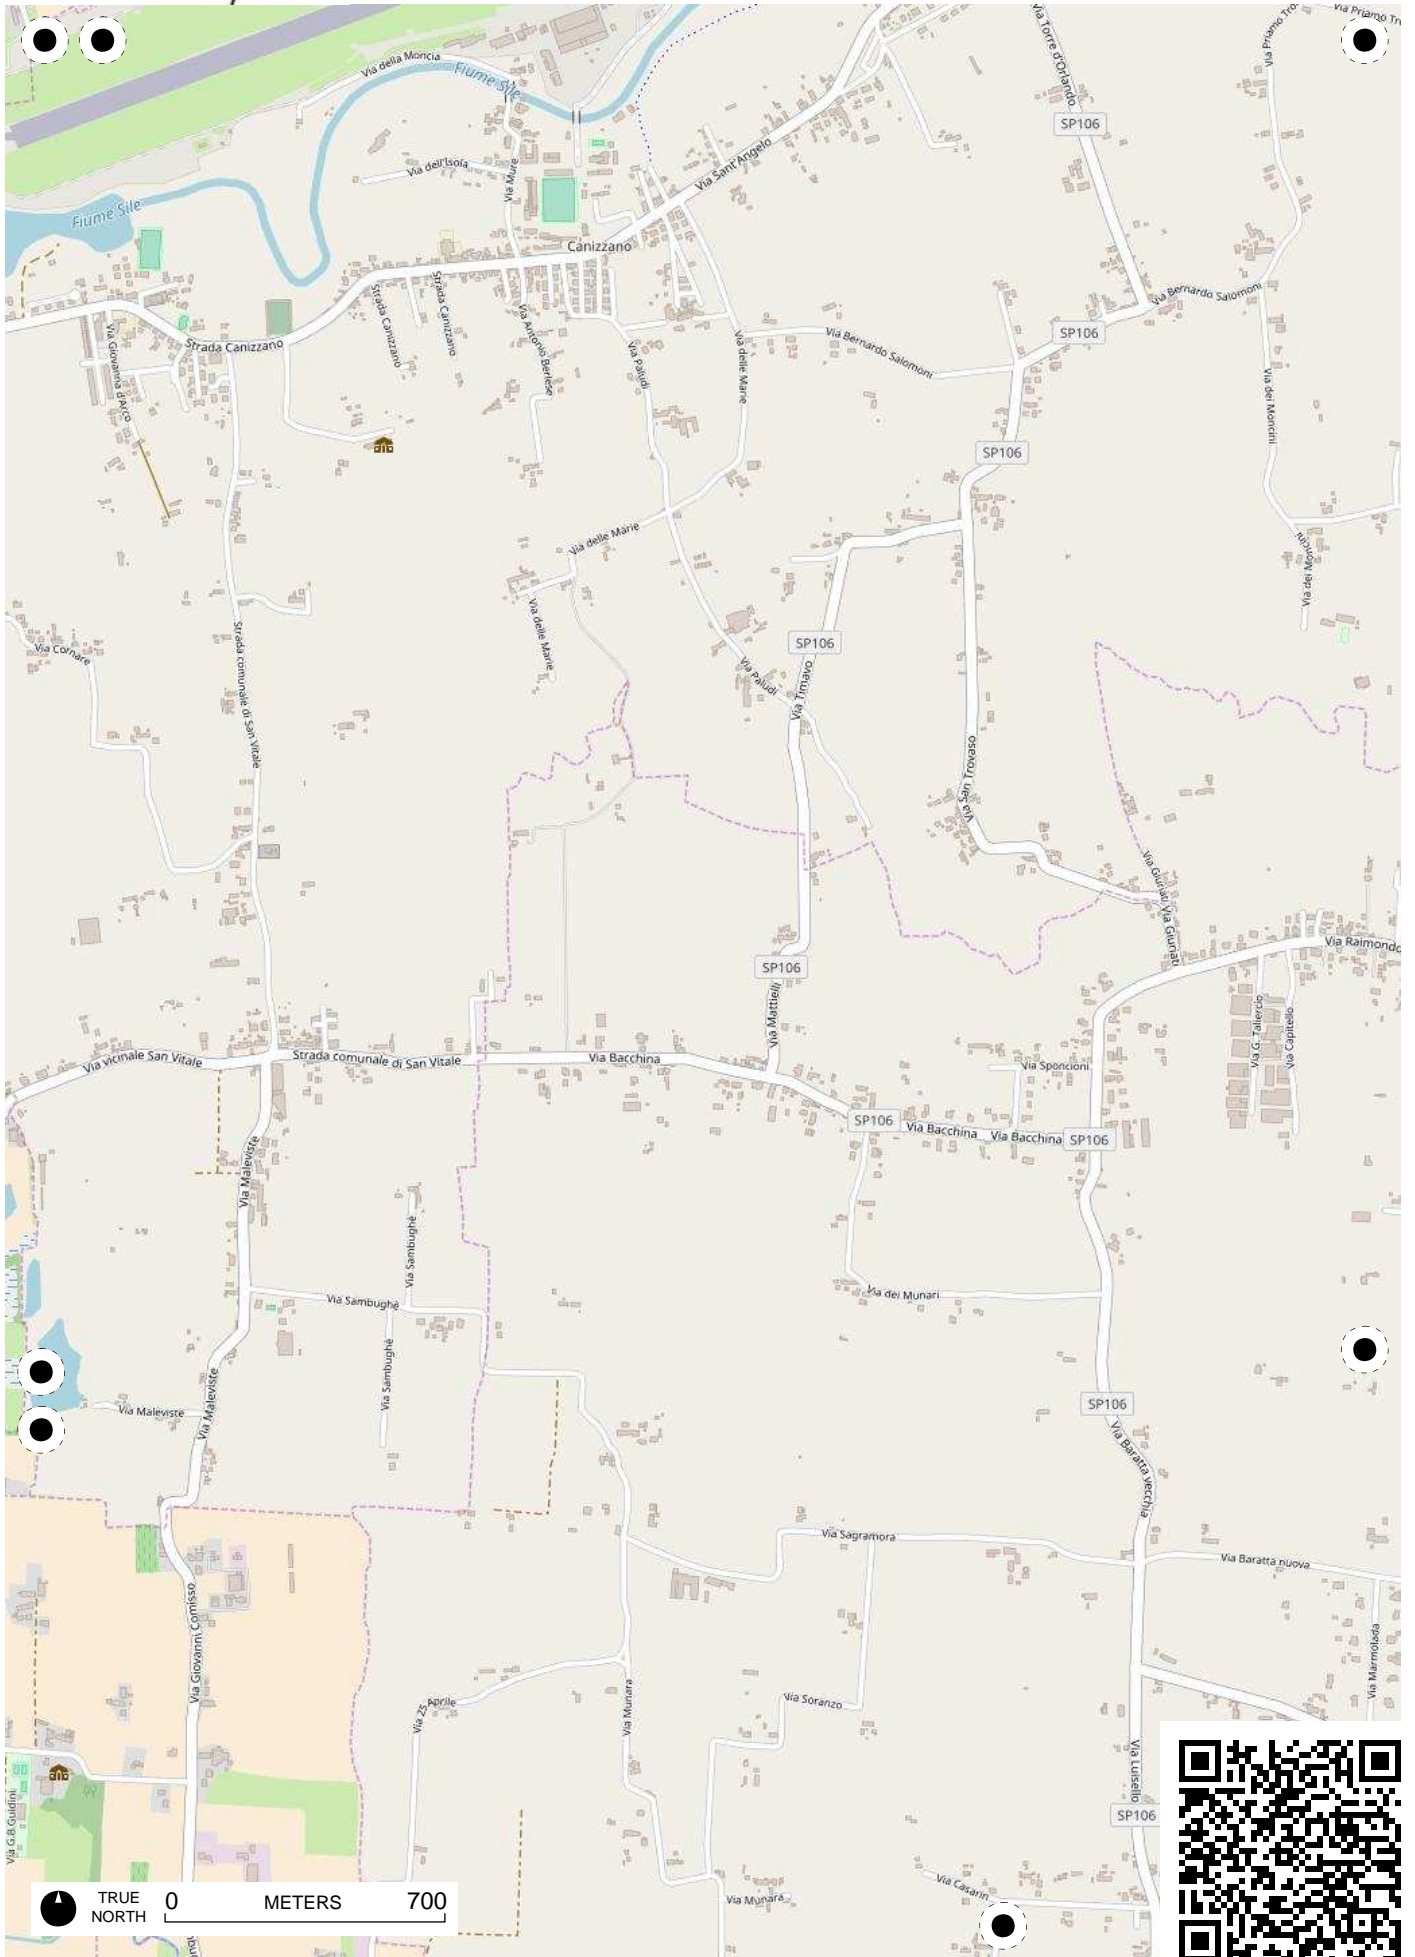 Via della Moncia
Fiume Sile
Via Torre d'Orlando
Via Priamo Tro
Via Priamo Tr
SP106
Via dell'Isola
Via Mure
Via Sant'Angelo
Fiume Sile
Canizzano
Strada Canizzano
Strada Canizzano
Via Antonio Berlese
Via Bernardo Salomoni
SP106
Via Giovanna d'Arco
Strada Canizzano
Via Paludi
Via delle Marie
Via Bernardo Salomoni
Via dei Moncini
SP106
Via delle Marie
Via dei Moncini
Via delle Marie
Via Cornare
Strada comunale di San Vitale
SP106
Via Paludi
Via Timavo
Via San Trovaso
Via Giuriati
Via Giuriati
Via Raimondo
SP106
Via Mattielli
Via G. Taliercio
Via Capitello
Via vicinale San Vitale
Strada comunale di San Vitale
Via Bacchina
Via Sponcioni
SP106
Via Bacchina
Via Bacchina
SP106
Via Maleviste
Via Sambughè
Via Sambughè
Via dei Munari
Via Sambughè
Via Maleviste
Via Maleviste
SP106
Via Baratta vecchia
Via Sagramora
Via Baratta nuova
Via Giovanni Comisso
Via Marmolada
Via 25 Aprile
Via Munara
Via Soranzo
Via Luisello
SP106
Via G.B.Guidini
Via Munara
Via Casarin
TRUE
NORTH
0 METERS 700